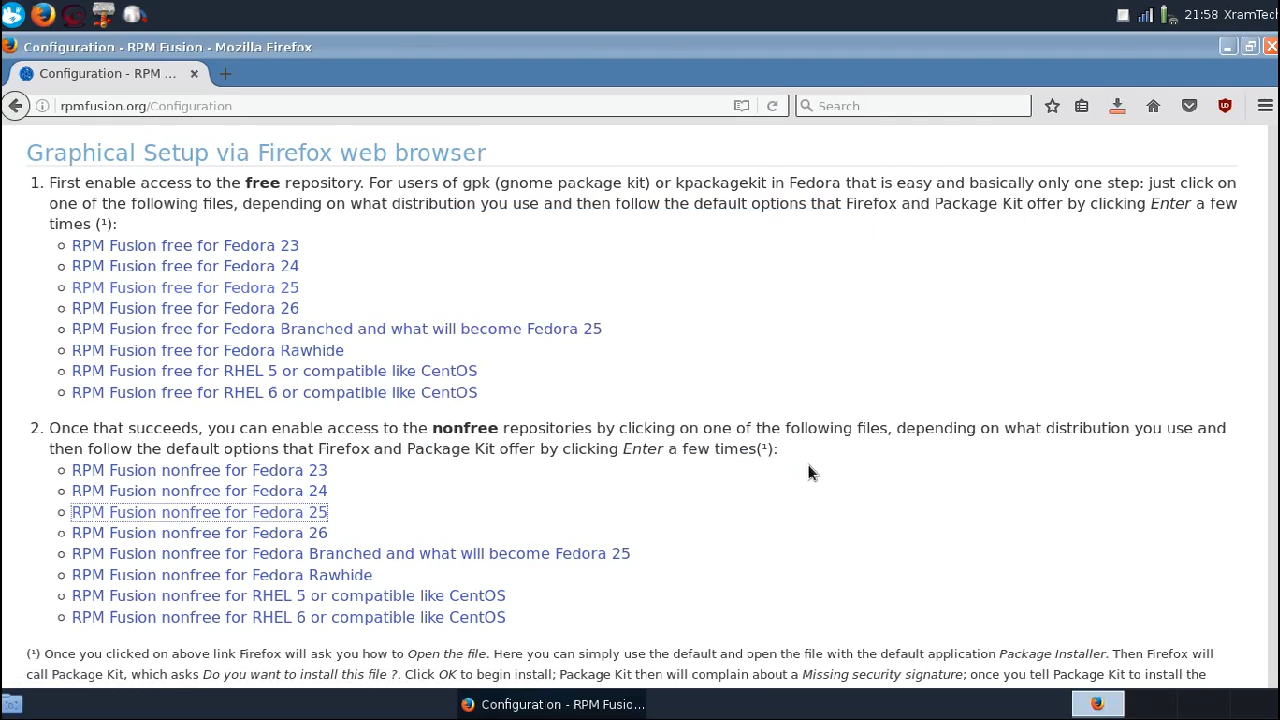 21:58 XramTech
Configuration - RPM Fusion - Mozilla Firefox
Configuration - RPM ...
rpmfusion.org/Configuration
Search
Graphical Setup via Firefox web browser
1. First enable access to the free repository. For users of gpk (gnome package kit) or kpackagekit in Fedora that is easy and basically only one step: just click on
one of the following files, depending on what distribution you use and then follow the default options that Firefox and Package Kit offer by clicking Enter a few
times (¹):
RPM Fusion free for Fedora 23
RPM Fusion free for Fedora 24
RPM Fusion free for Fedora 25
RPM Fusion free for Fedora 26
RPM Fusion free for Fedora Branched and what will become Fedora 25
RPM Fusion free for Fedora Rawhide
RPM Fusion free for RHEL 5 or compatible like CentOS
RPM Fusion free for RHEL 6 or compatible like CentOS
2. Once that succeeds, you can enable access to the nonfree repositories by clicking on one of the following files, depending on what distribution you use and
then follow the default options that Firefox and Package Kit offer by clicking Enter a few times(¹):
RPM Fusion nonfree for Fedora 23
RPM Fusion nonfree for Fedora 24
RPM Fusion nonfree for Fedora 25
RPM Fusion nonfree for Fedora 26
RPM Fusion nonfree for Fedora Branched and what will become Fedora 25
RPM Fusion nonfree for Fedora Rawhide
RPM Fusion nonfree for RHEL 5 or compatible like CentOS
RPM Fusion nonfree for RHEL 6 or compatible like CentOS
(¹) Once you clicked on above link Firefox will ask you how to Open the file. Here you can simply use the default and open the file with the default application Package Installer. Then Firefox will
call Package Kit, which asks Do you want to install this file ?. Click OK to begin install; Package Kit then will complain about a Missing security signature; once you tell Package Kit to install the
Configuration - RPM Fusio...